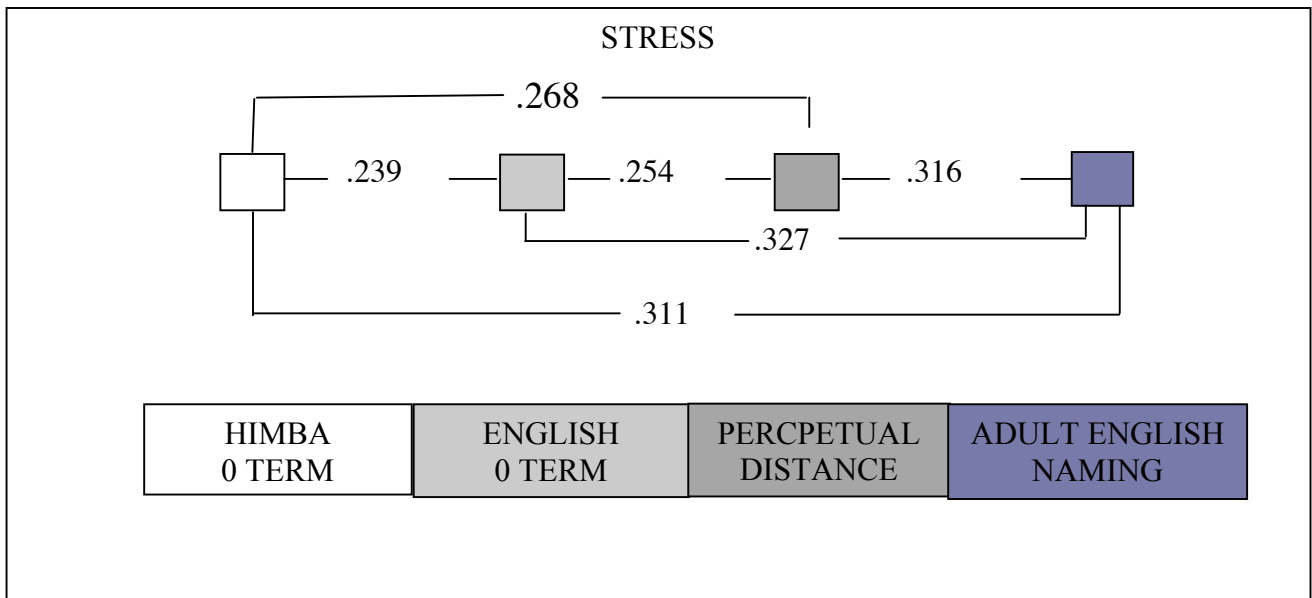 STRESS
.268
.239 .254 .316
.327
.311
HIMBA ENGLISH PERCPETUAL ADULT ENGLISH
0 TERM 0 TERM DISTANCE NAMING